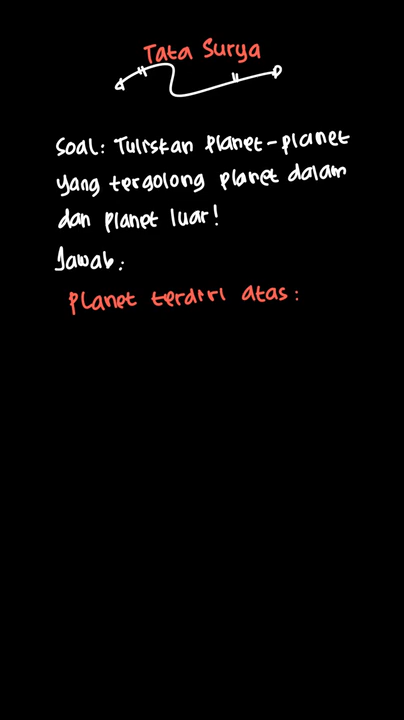 Tata Surya
Soal: Tuliskan planet-planet
yang tergolong planet dalam
dan planet luar!
Jawab:
Planet terdiri atas: